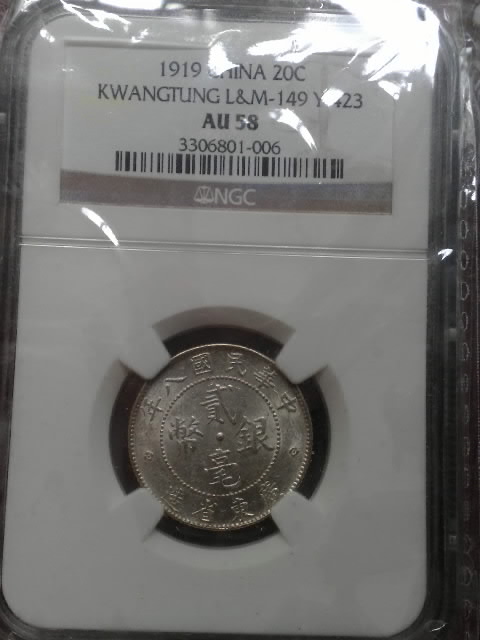 1919 CHINA 20C
KWANGTUNG L&M-149 Y-423
AU 58
3306801-006
NGC
中華民國八年
貳毫銀幣
廣東省造